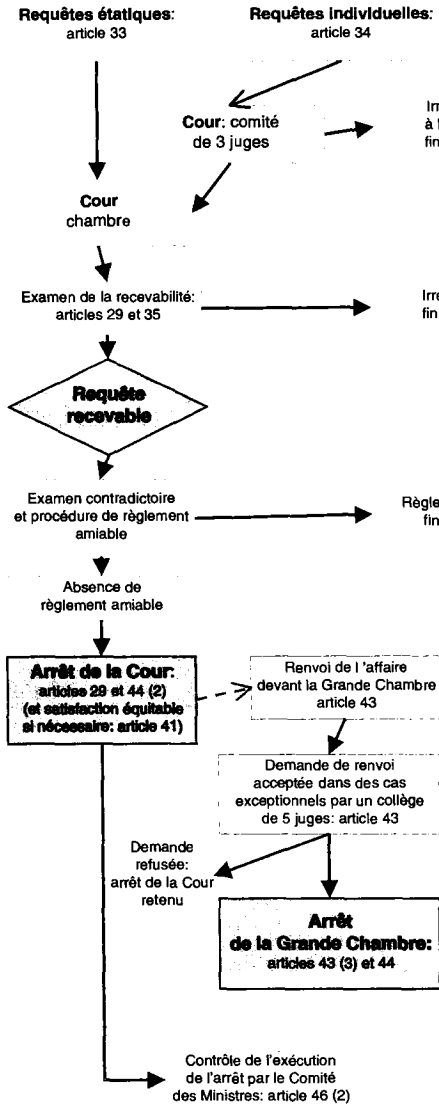 Requêtes étatiques:
article 33
Requêtes individuelles:
article 34
Cour: comité
de 3 juges
à
fin
Cour
chambre
Examen de la recevabilité:
articles 29 et 35
fin
Requête
recevable
Examen contradictoire
et procédure de règlement
amiable
fin
Absence de
règlement amiable
Arrêt de la Cour:
articles 29 et 44 (2)
(et satisfaction équitable
si nécessaire: article 41)
Renvoi de l 'affaire
devant la Grande Chambre
article 43
Demande de renvoi
acceptée dans des cas
exceptionnels par un collège
de 5 juges: article 43
Demande
refusée:
arrêt de la Cour
retenu
Arrêt
de la Grande Chambre:
articles 43 (3) et 44
Contrôle de l'exécution
de l'arrêt par le Comité
des Ministres: article 46 (2)